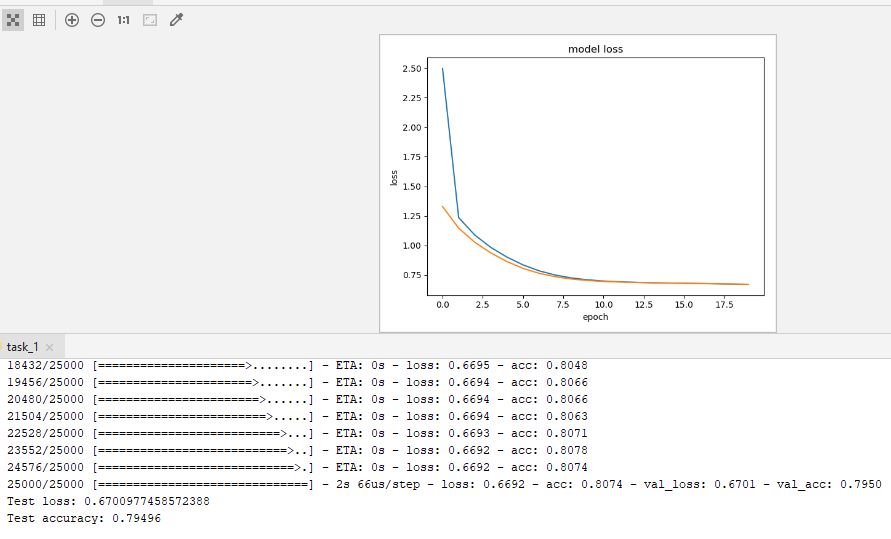 1:1
model loss
2.50
2.25
2.00
1.75
1.50
1.25
1.00
0.75
loss
0.0 2.5 5.0 7.5 10.0 12.5 15.0 17.5
epoch
task_1 ×
18432/25000 [=====================>........] - ETA: 0s - loss: 0.6695 - acc: 0.8048
19456/25000 [======================>.......] - ETA: 0s - loss: 0.6694 - acc: 0.8066
20480/25000 [=======================>......] - ETA: 0s - loss: 0.6694 - acc: 0.8066
21504/25000 [========================>.....] - ETA: 0s - loss: 0.6694 - acc: 0.8063
22528/25000 [==========================>...] - ETA: 0s - loss: 0.6693 - acc: 0.8071
23552/25000 [===========================>..] - ETA: 0s - loss: 0.6692 - acc: 0.8078
24576/25000 [============================>.] - ETA: 0s - loss: 0.6692 - acc: 0.8074
25000/25000 [==============================] - 2s 66us/step - loss: 0.6692 - acc: 0.8074 - val_loss: 0.6701 - val_acc: 0.7950
Test loss: 0.6700977458572388
Test accuracy: 0.79496